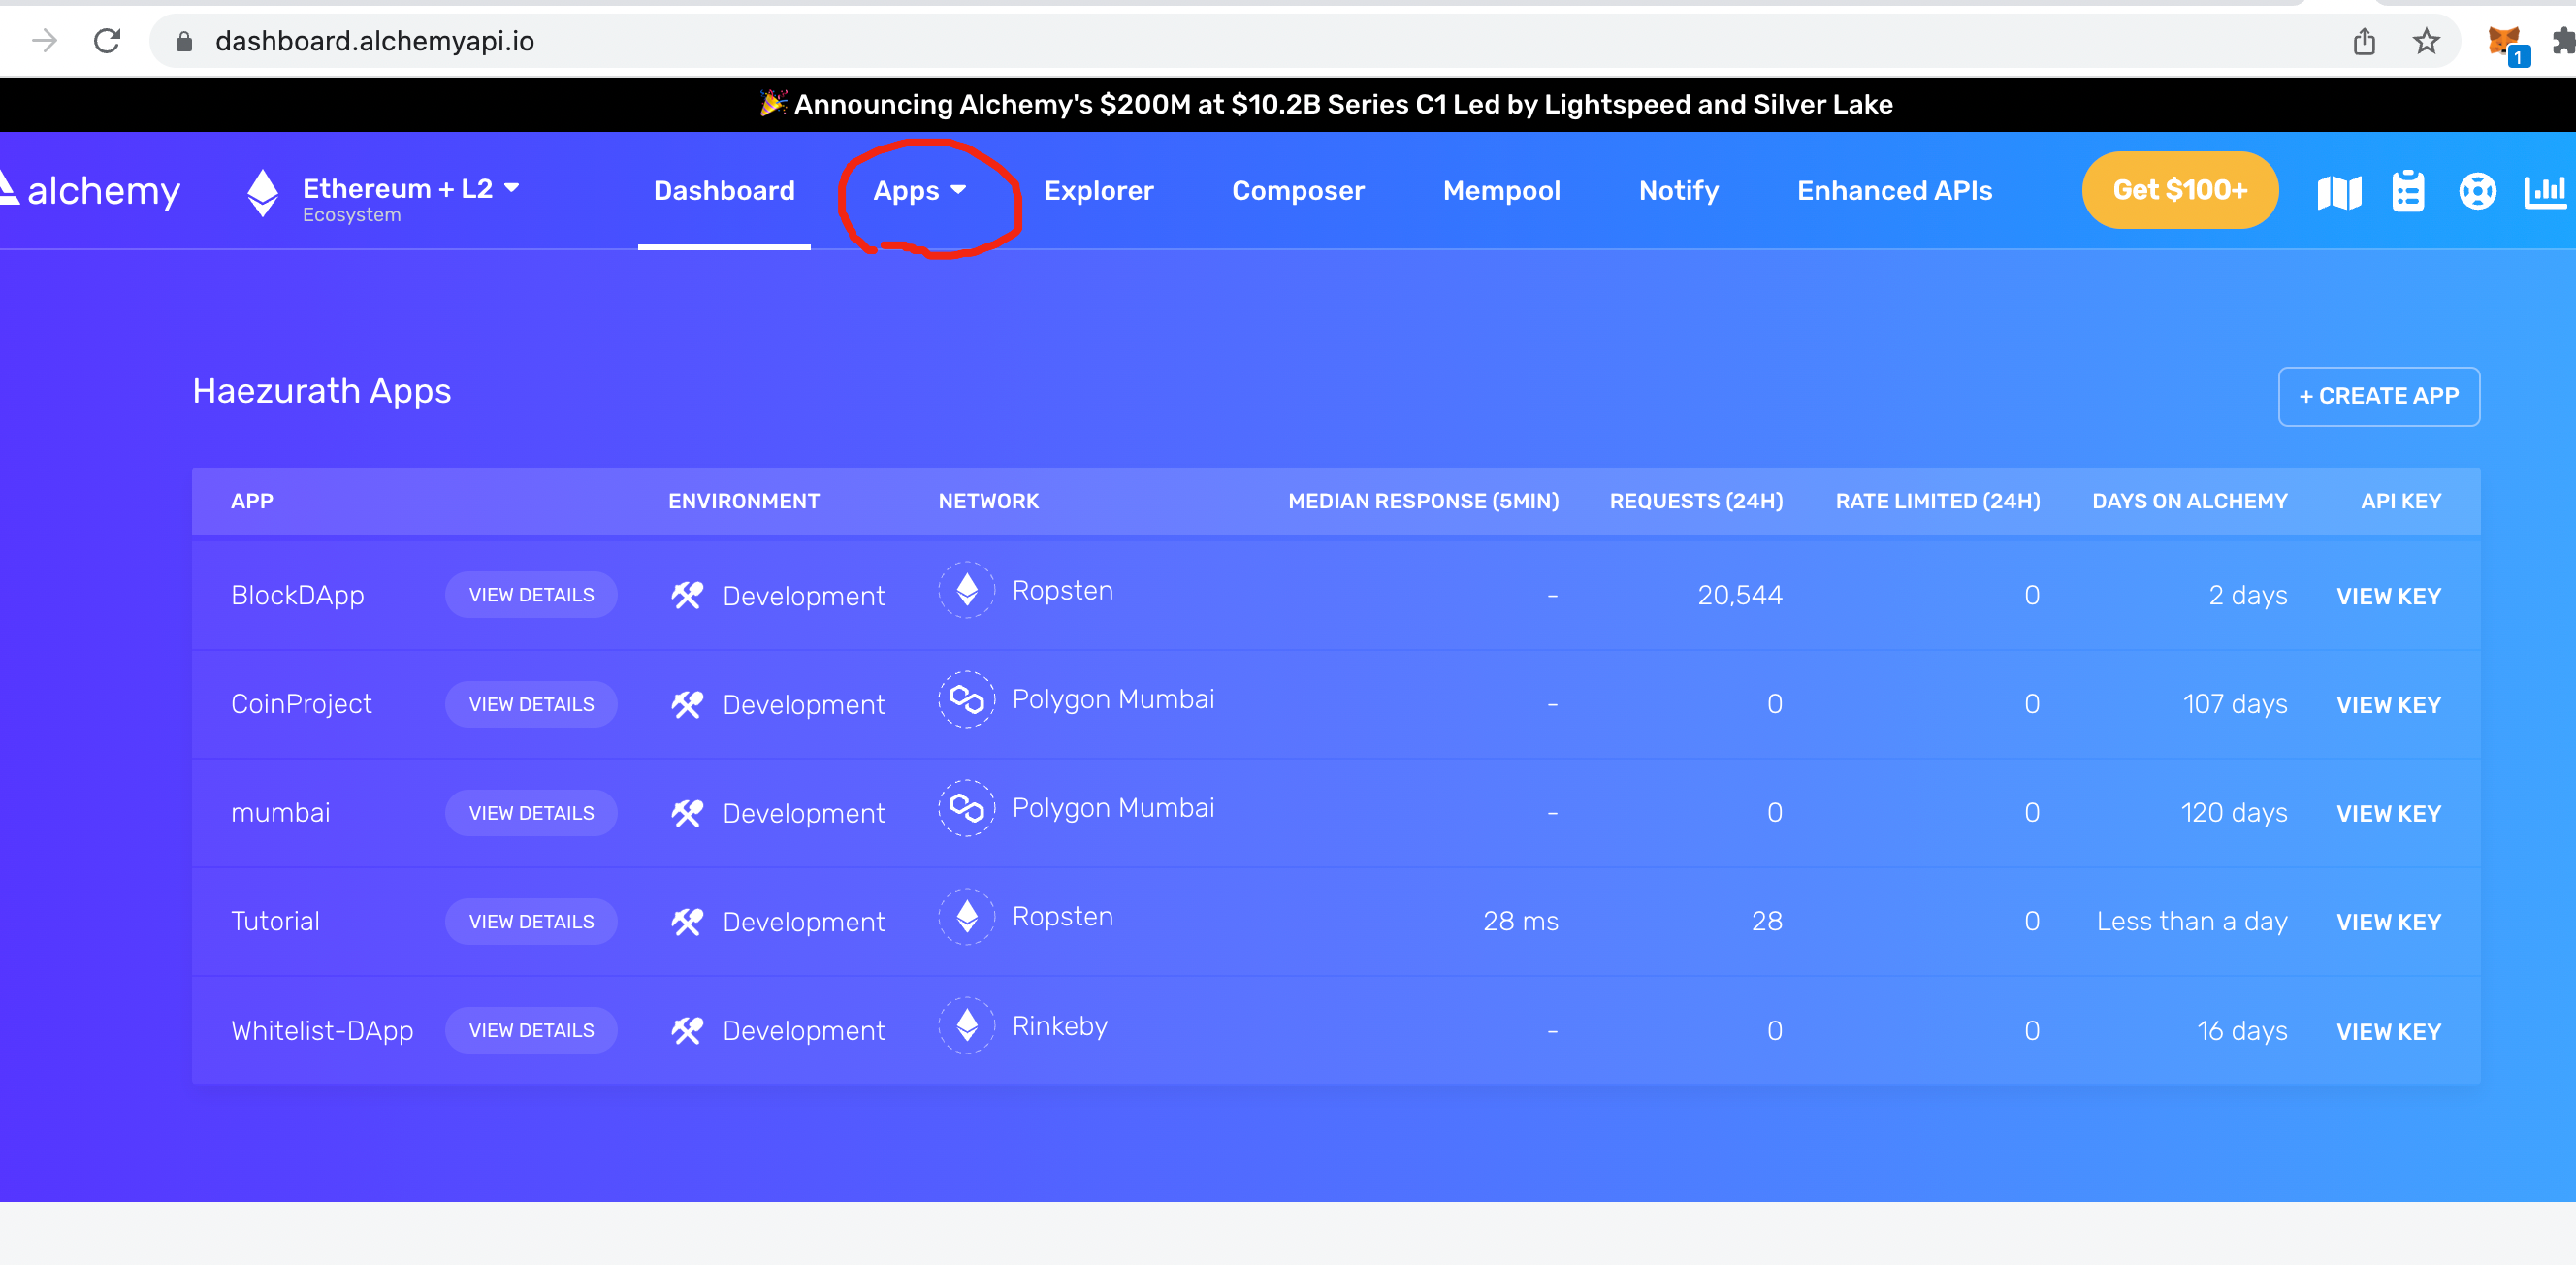 dashboard.alchemyapi.io
1
🎉 Announcing Alchemy's $200M at $10.2B Series C1 Led by Lightspeed and Silver Lake
alchemy Ethereum + L2 Dashboard Apps Explorer Composer Mempool Notify Enhanced APIs Get $100+
Ecosystem
Haezurath Apps + CREATE APP
APP ENVIRONMENT NETWORK MEDIAN RESPONSE (5MIN) REQUESTS (24H) RATE LIMITED (24H) DAYS ON ALCHEMY API KEY
BlockDApp VIEW DETAILS Development Ropsten - 20,544 0 2 days VIEW KEY
CoinProject VIEW DETAILS Development Polygon Mumbai - 0 0 107 days VIEW KEY
mumbai VIEW DETAILS Development Polygon Mumbai - 0 0 120 days VIEW KEY
Tutorial VIEW DETAILS Development Ropsten 28 ms 28 0 Less than a day VIEW KEY
Whitelist-DApp VIEW DETAILS Development Rinkeby - 0 0 16 days VIEW KEY